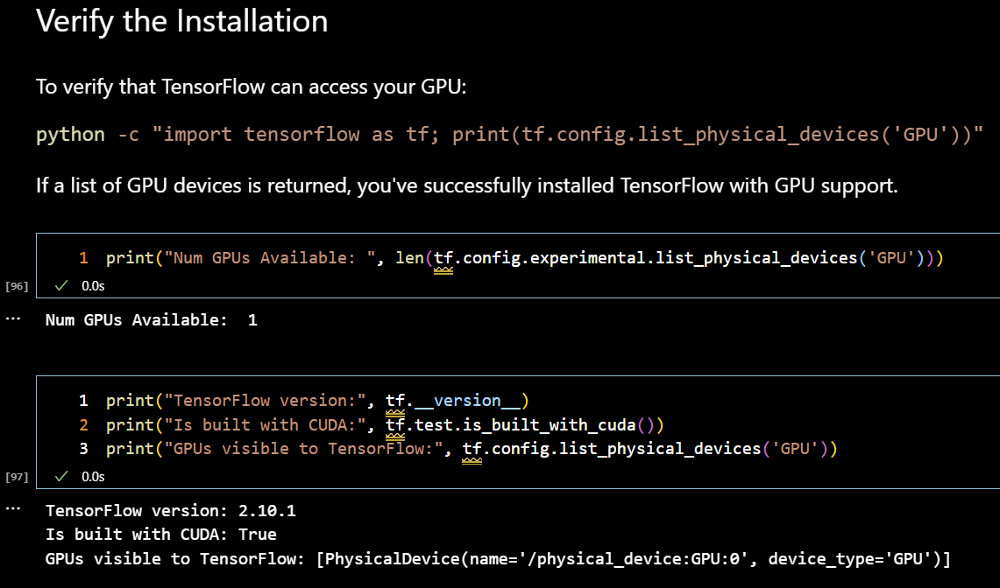 Verify the Installation
To verify that TensorFlow can access your GPU:
python -c "import tensorflow as tf; print(tf.config.list_physical_devices('GPU'))"
If a list of GPU devices is returned, you've successfully installed TensorFlow with GPU support.
1 print("Num GPUs Available: ", len(tf.config.experimental.list_physical_devices('GPU')))
[96] ✓ 0.0s
··· Num GPUs Available:  1
1 print("TensorFlow version:", tf.__version__)
2 print("Is built with CUDA:", tf.test.is_built_with_cuda())
3 print("GPUs visible to TensorFlow:", tf.config.list_physical_devices('GPU'))
[97] ✓ 0.0s
··· TensorFlow version: 2.10.1
Is built with CUDA: True
GPUs visible to TensorFlow: [PhysicalDevice(name='/physical_device:GPU:0', device_type='GPU')]